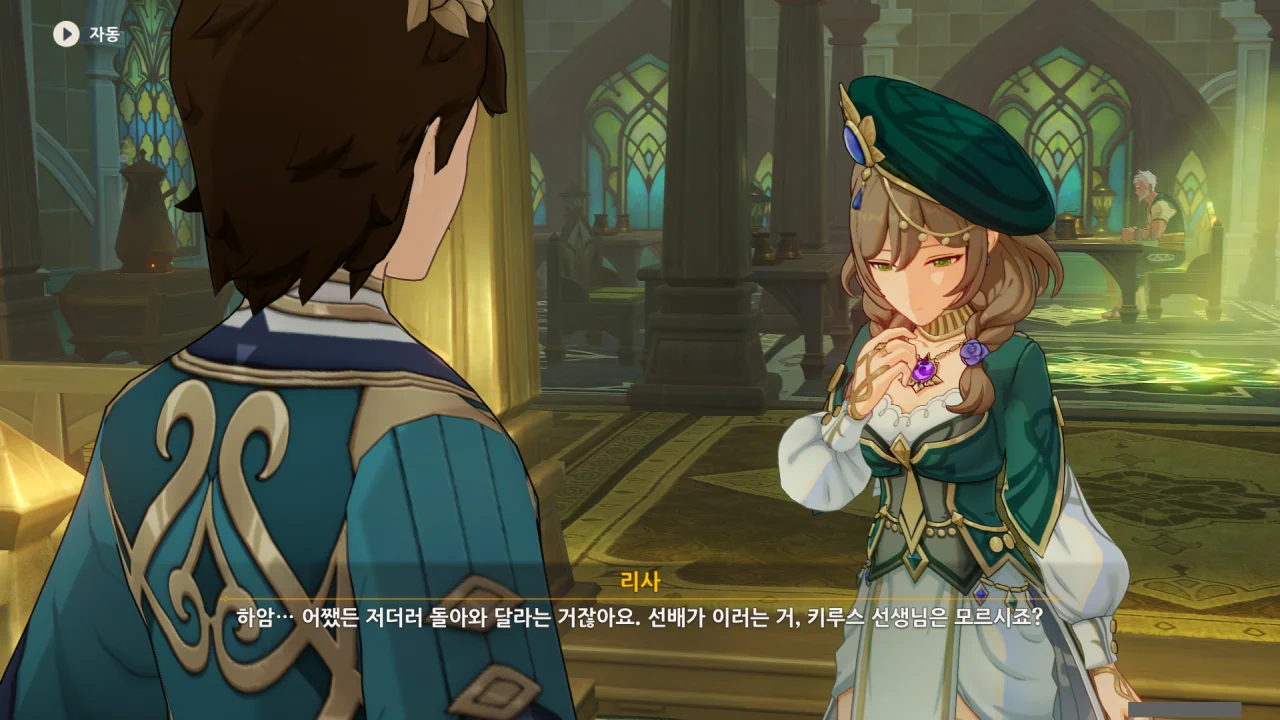 자동
리사
하암… 어쨌든 저더러 돌아와 달라는 거잖아요. 선배가 이러는 거, 키루스 선생님은 모르시죠?